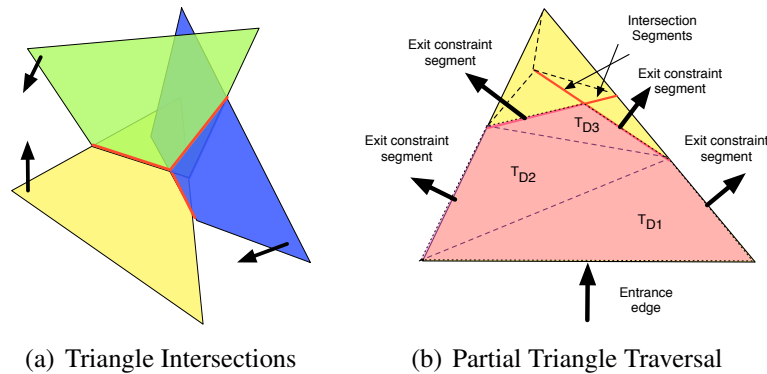 Intersection
Segments
Exit constraint
segment
Exit constraint
segment
T_D3
Exit constraint
segment
Exit constraint
segment
T_D2
T_D1
Entrance
edge
(a) Triangle Intersections
(b) Partial Triangle Traversal